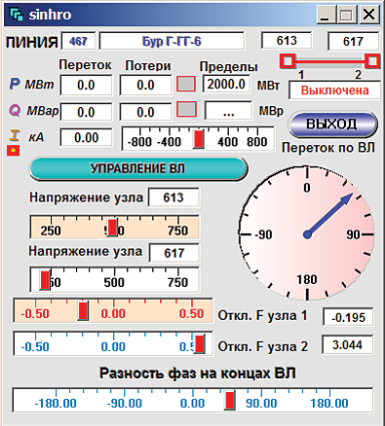 sinhro
ЛИНИЯ 467 Бур Г-ГГ-6 613 617
Переток Потери Пределы 1 2
P МВт 0.0 0.0 2000.0 МВт Выключена
Q МВар 0.0 0.0 ... МВр ВЫХОД
I кА 0.00 -800 -400 400 800 Переток по ВЛ
УПРАВЛЕНИЕ ВЛ
0
-90 90
180
Напряжение узла 613
250 750
Напряжение узла 617
500 750
-0.50 0.00 0.50 Откл. F узла 1 -0.195
-0.50 0.00 Откл. F узла 2 3.044
Разность фаз на концах ВЛ
-180.00 -90.00 0.00 90.00 180.00